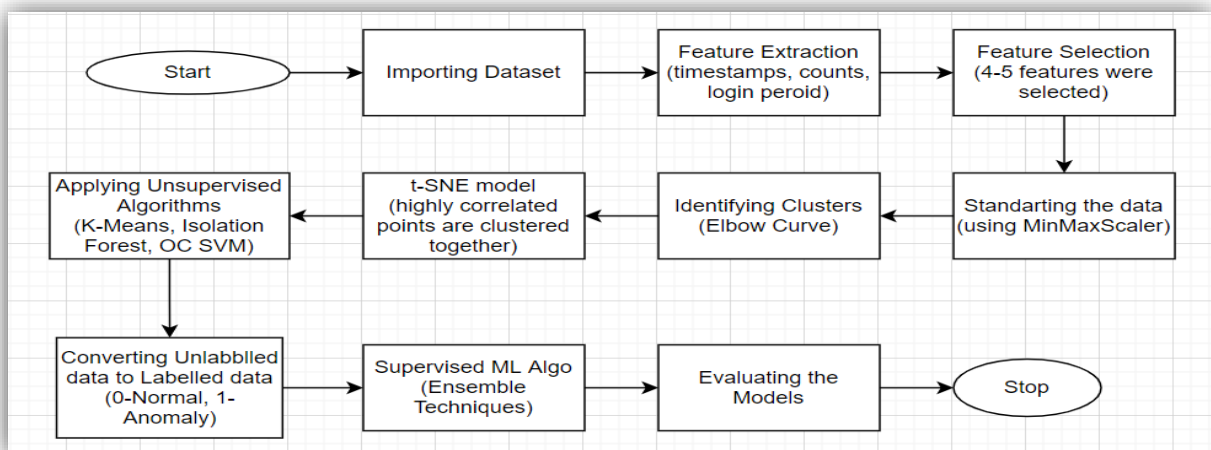 Start
Importing Dataset
Feature Extraction
(timestamps, counts,
login peroid)
Feature Selection
(4-5 features were
selected)
Standarting the data
(using MinMaxScaler)
Identifying Clusters
(Elbow Curve)
t-SNE model
(highly correlated
points are clustered
together)
Applying Unsupervised
Algorithms
(K-Means, Isolation
Forest, OC SVM)
Converting Unlabblled
data to Labelled data
(0-Normal, 1-
Anomaly)
Supervised ML Algo
(Ensemble
Techniques)
Evaluating the
Models
Stop